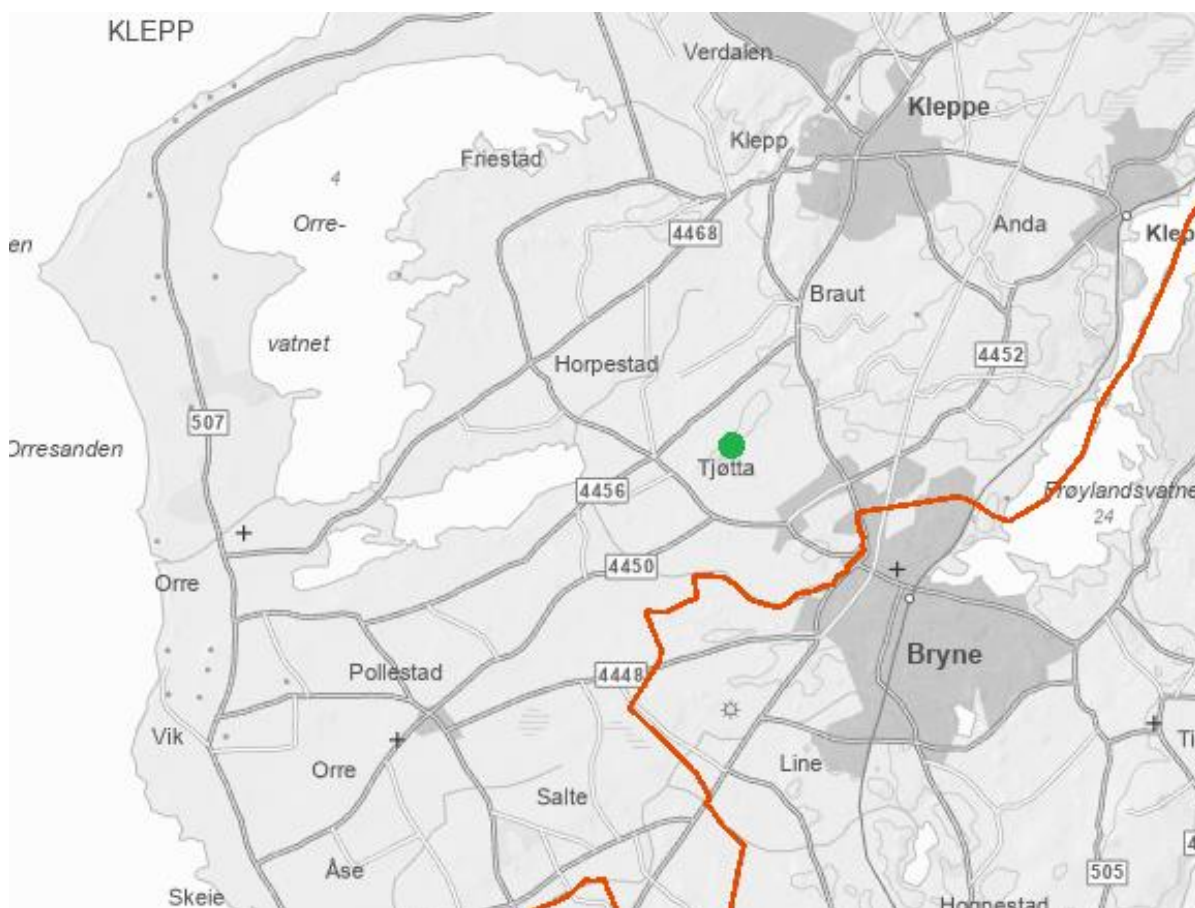 KLEPP
Verdalen
Kleppe
Klepp
Friestad
4
Orre-
4468
Anda
Klep
en
Braut
vatnet
Horpestad
4452
507
Orresanden
Tjøtta
4456
Frøylandsvatne
24
4450
Orre
Bryne
Pollestad
4448
Vik
Ti
Line
Orre
Salte
Åse
4
505
Skeie
Hognestad